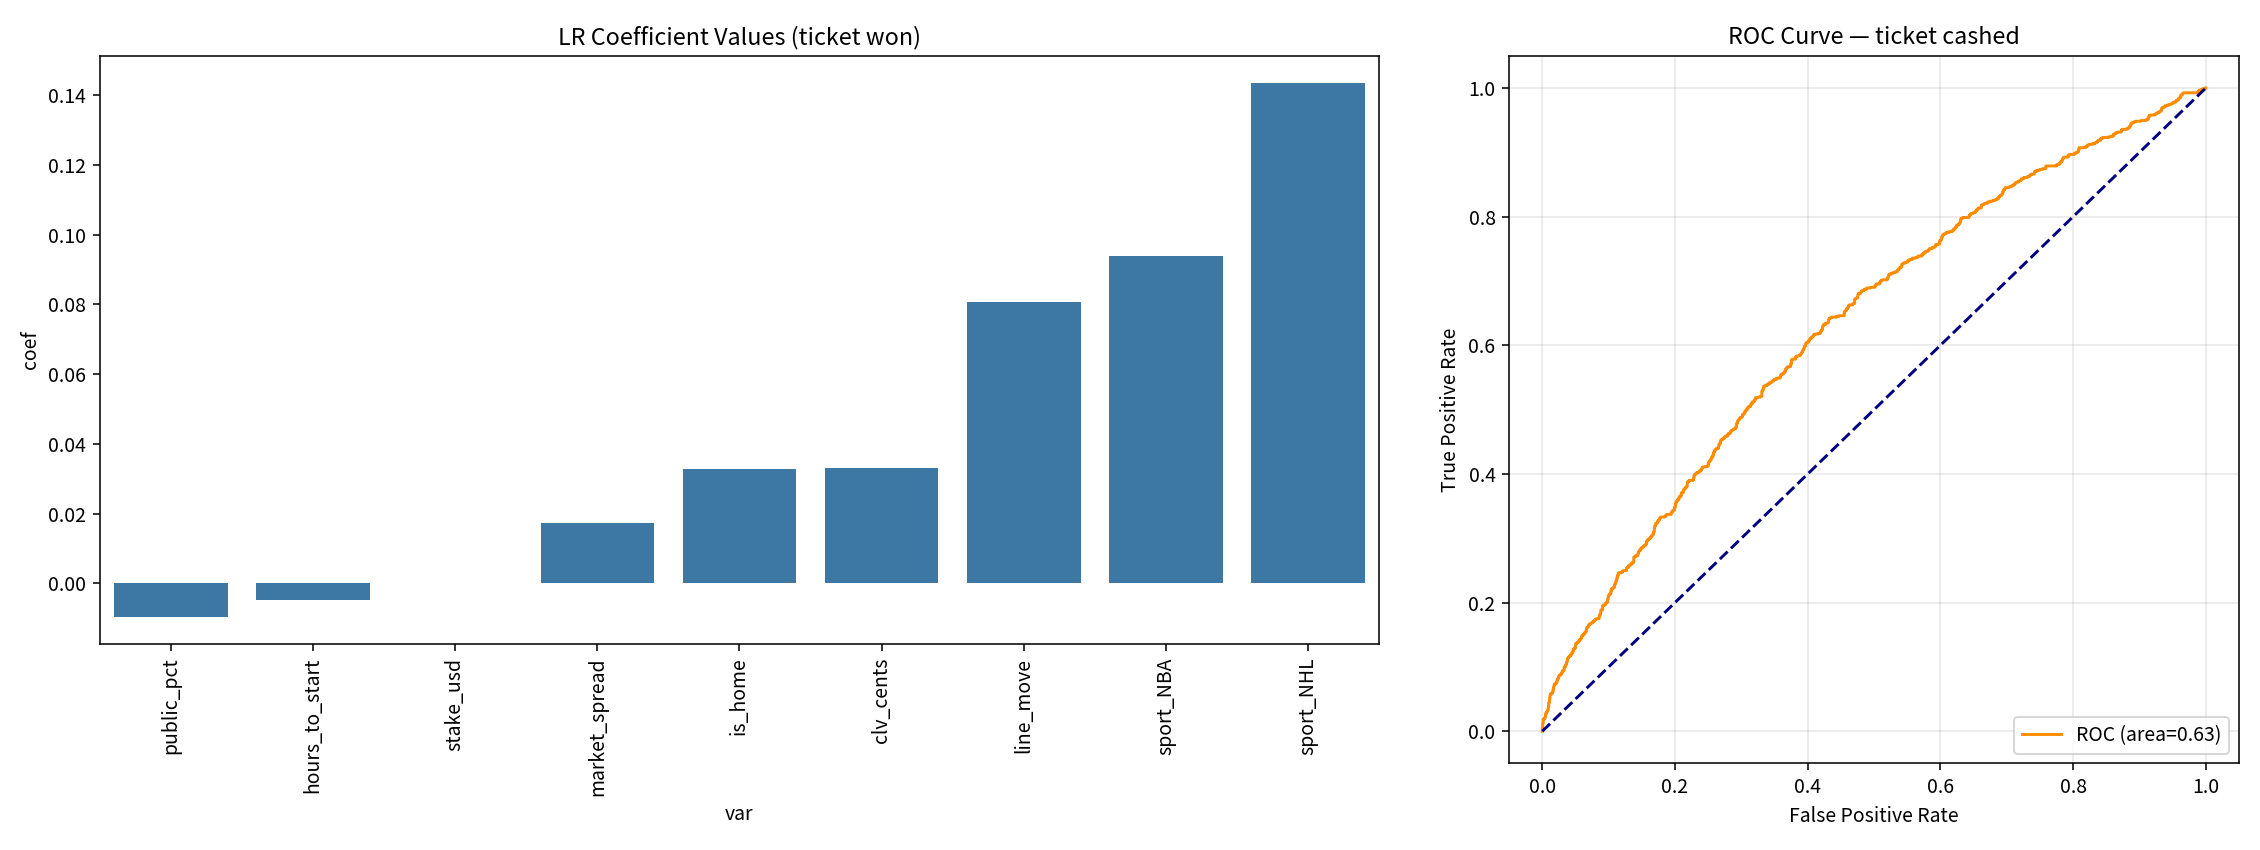 LR Coefficient Values (ticket won)
coef
0.14
0.12
0.10
0.08
0.06
0.04
0.02
0.00
public_pct
hours_to_start
stake_usd
market_spread
is_home
clv_cents
line_move
sport_NBA
sport_NHL
var
ROC Curve — ticket cashed
True Positive Rate
1.0
0.8
0.6
0.4
0.2
0.0
ROC (area=0.63)
0.0 0.2 0.4 0.6 0.8 1.0
False Positive Rate